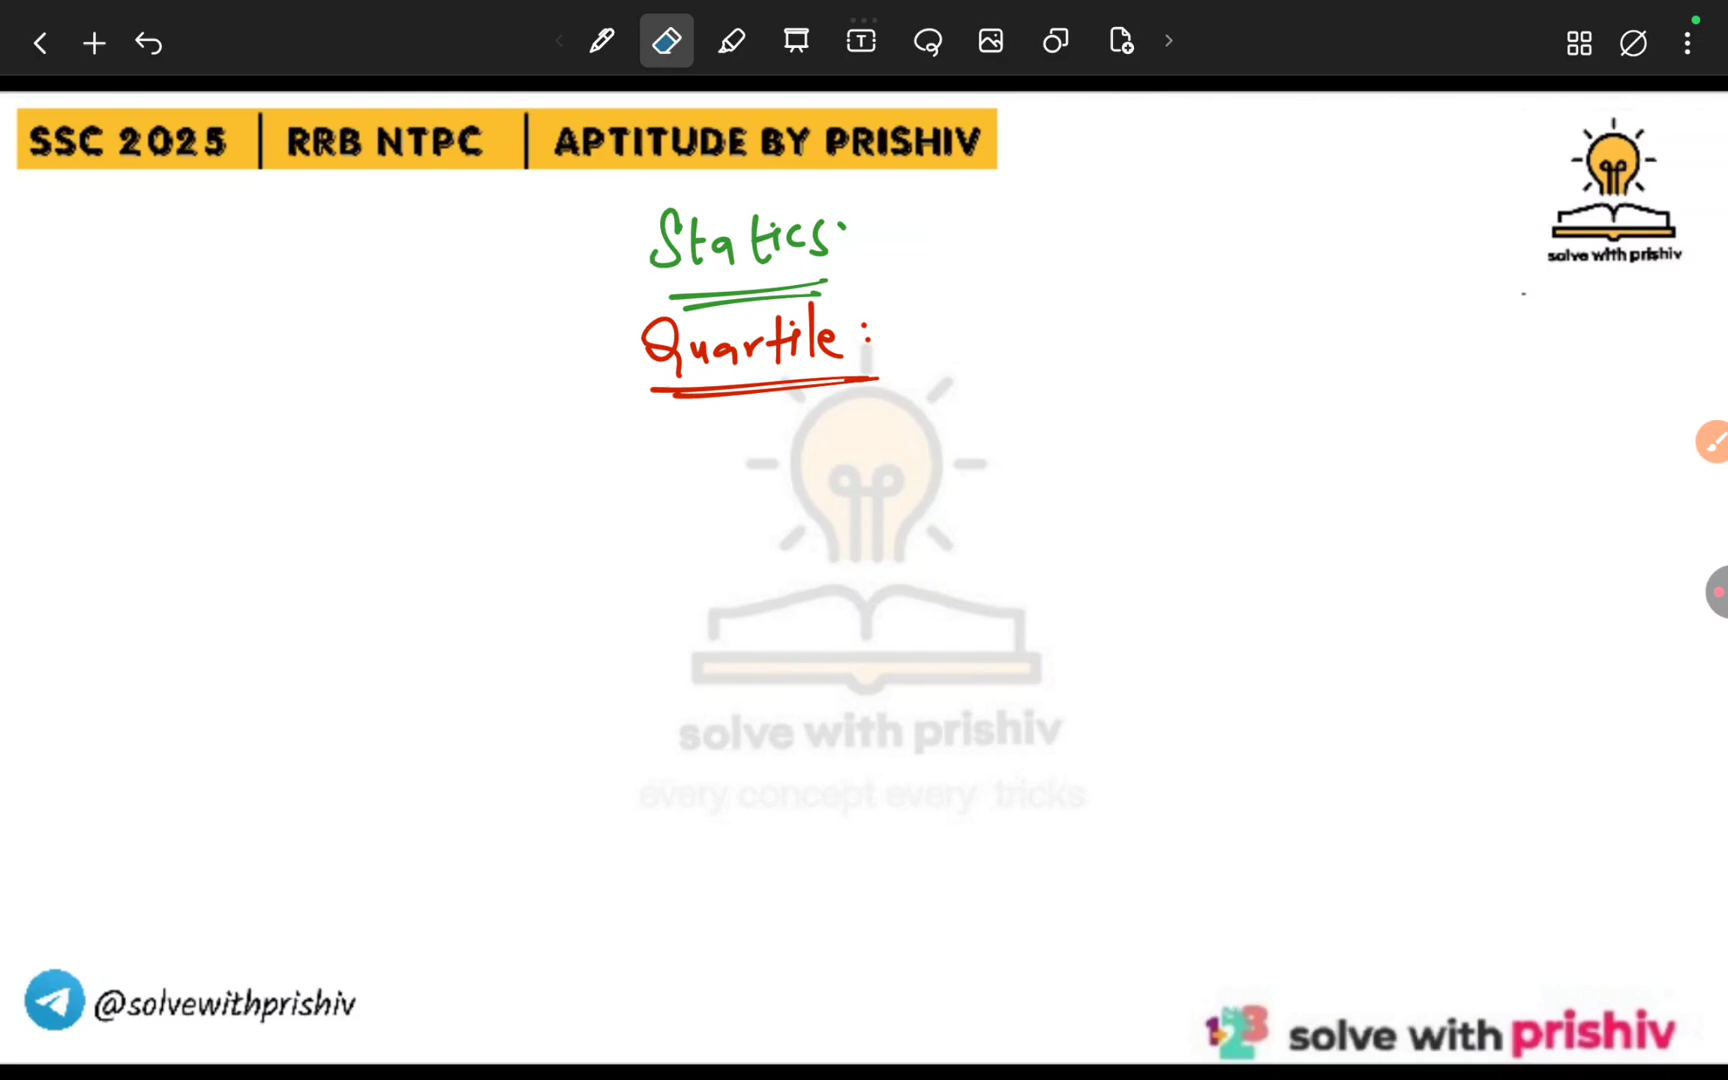 SSC 2025 | RRB NTPC | APTITUDE BY PRISHIV
solve with prishiv
Statics.
Quartile:
solve with prishiv
every concept every tricks
@solvewithprishiv
123 solve with prishiv